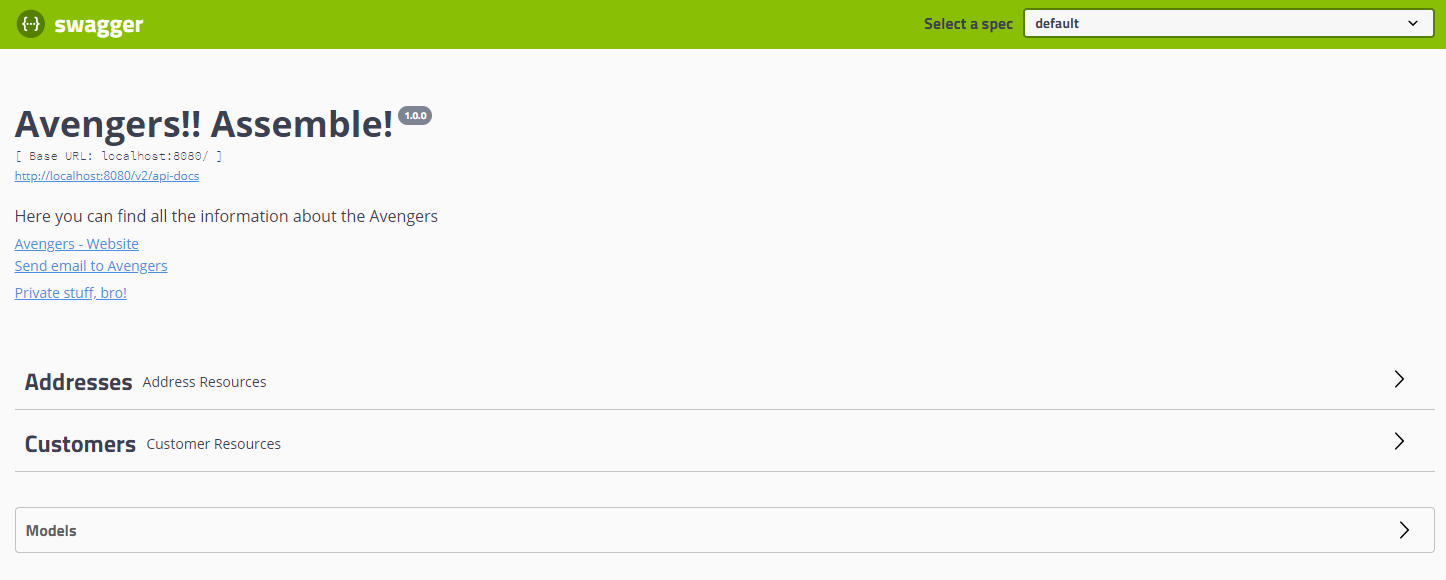 {···} swagger
Select a spec default
Avengers!! Assemble! 1.0.0
[ Base URL: localhost:8080/ ]
http://localhost:8080/v2/api-docs
Here you can find all the information about the Avengers
Avengers - Website
Send email to Avengers
Private stuff, bro!
Addresses Address Resources
Customers Customer Resources
Models